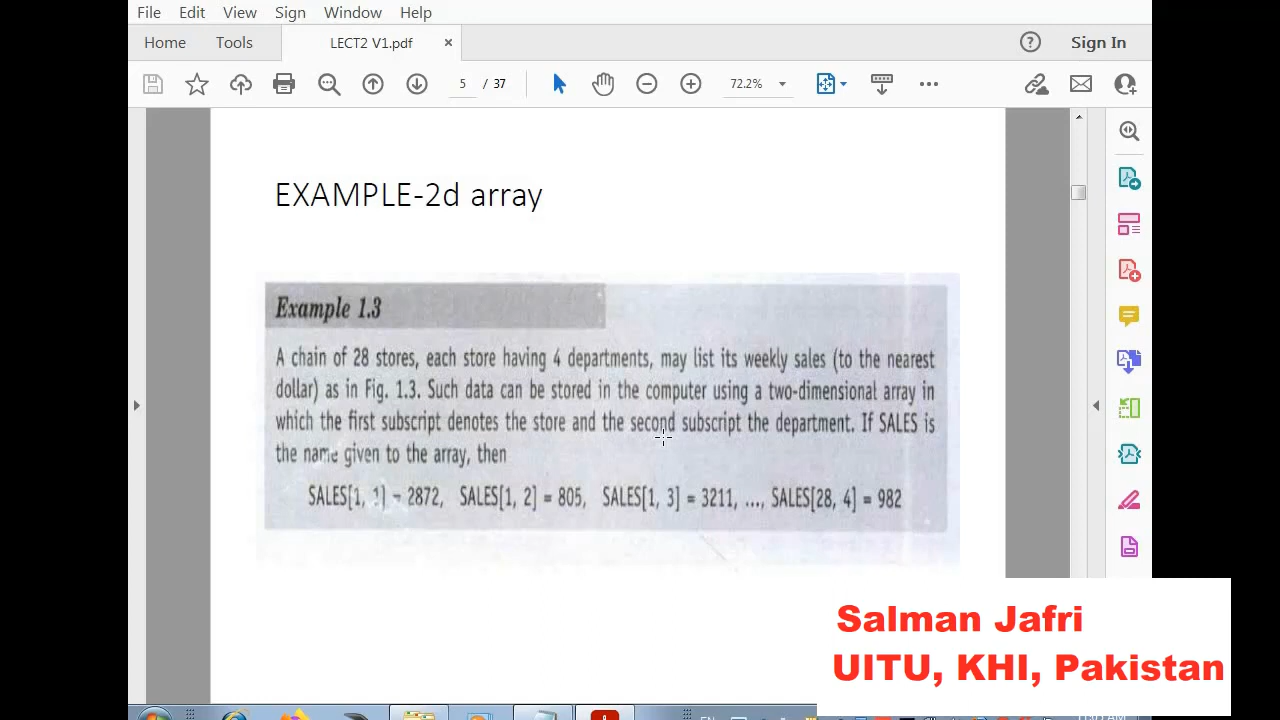 File Edit View Sign Window Help
Home Tools LECT2 V1.pdf × Sign In
5 / 37 72.2%
EXAMPLE-2d array
Example 1.3
A chain of 28 stores, each store having 4 departments, may list its weekly sales (to the nearest
dollar) as in Fig. 1.3. Such data can be stored in the computer using a two-dimensional array in
which the first subscript denotes the store and the second subscript the department. If SALES is
the name given to the array, then
SALES[1, 1] = 2872, SALES[1, 2] = 805, SALES[1, 3] = 3211, ..., SALES[28, 4] = 982
Salman Jafri
UITU, KHI, Pakistan
EN